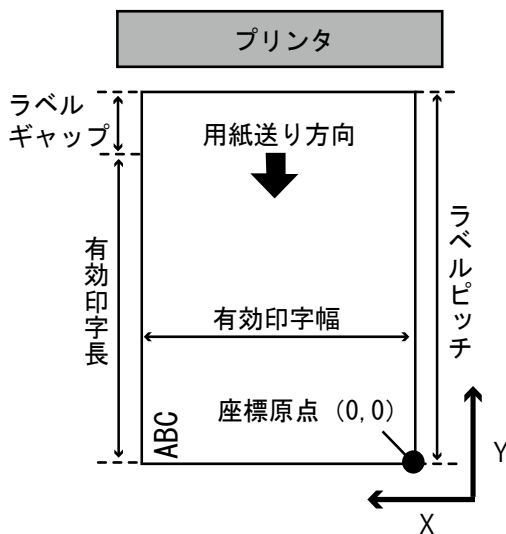 プリンタ
ラベル
ギャップ
用紙送り方向
有効印字長
ラベルピッチ
有効印字幅
座標原点 (0,0)
ABC
Y
X